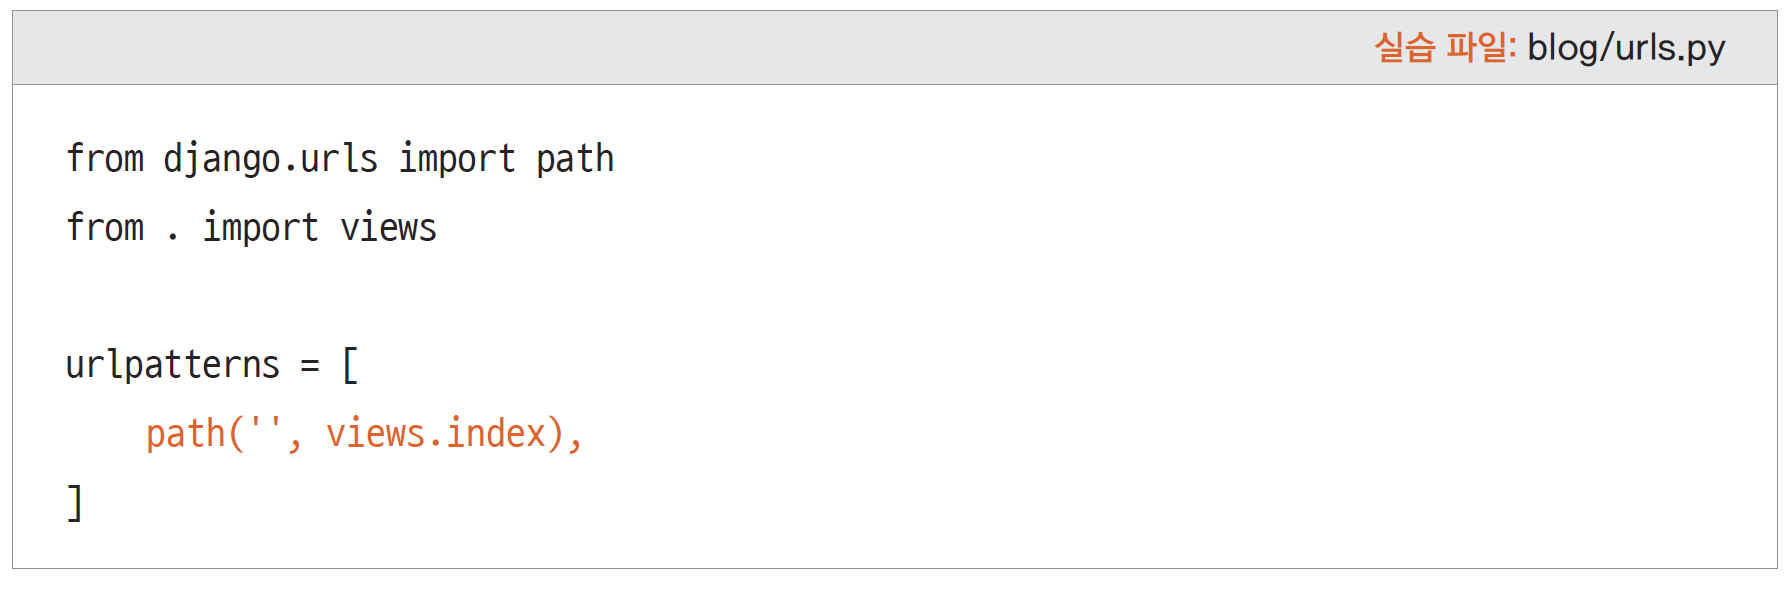 실습 파일: blog/urls.py
from django.urls import path
from . import views
urlpatterns = [
    path('', views.index),
]